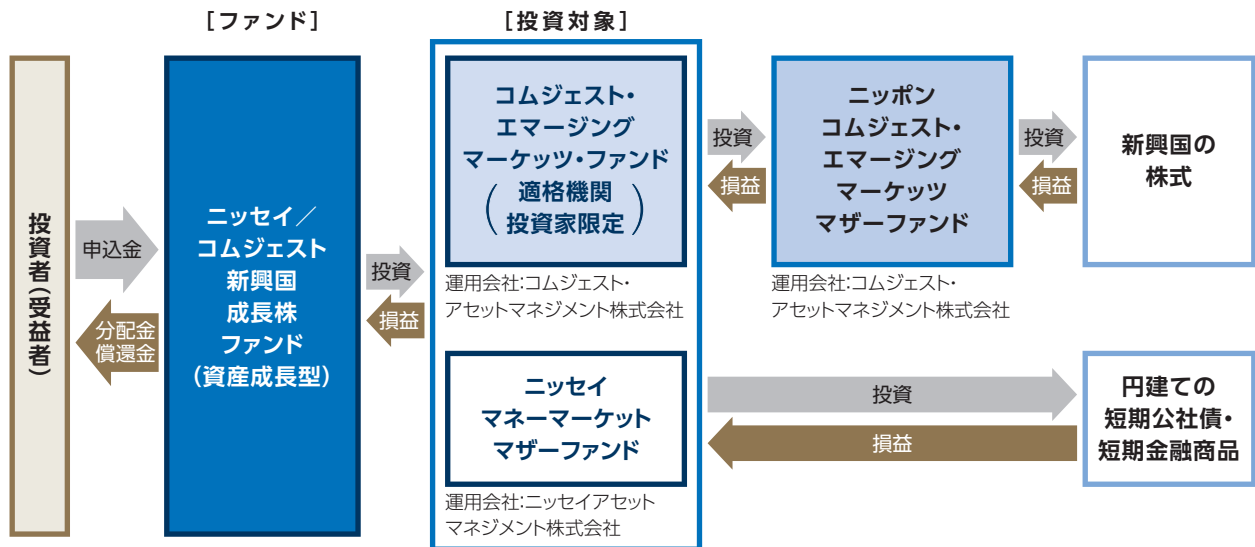 [ファンド]
[投資対象]
投資者(受益者)
申込金
分配金
償還金
ニッセイ／
コムジェスト
新興国
成長株
ファンド
(資産成長型)
投資
損益
コムジェスト・
エマージング
マーケッツ・ファンド
(適格機関
投資家限定)
運用会社:コムジェスト・
アセットマネジメント株式会社
投資
損益
ニッポン
コムジェスト・
エマージング
マーケッツ
マザーファンド
運用会社:コムジェスト・
アセットマネジメント株式会社
投資
損益
新興国の
株式
ニッセイ
マネーマーケット
マザーファンド
運用会社:ニッセイアセット
マネジメント株式会社
投資
損益
円建ての
短期公社債・
短期金融商品